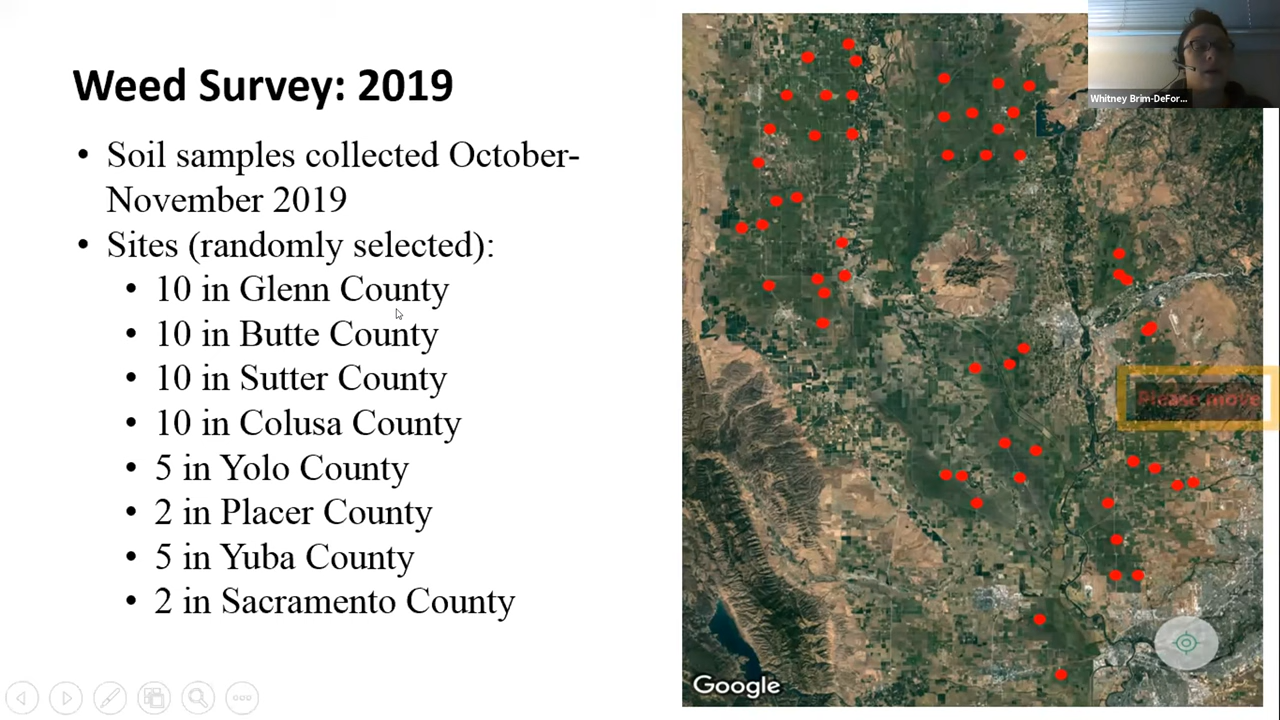 Weed Survey: 2019
• Soil samples collected October-
November 2019
• Sites (randomly selected):
• 10 in Glenn County
• 10 in Butte County
• 10 in Sutter County
• 10 in Colusa County
• 5 in Yolo County
• 2 in Placer County
• 5 in Yuba County
• 2 in Sacramento County
Whitney Brim-DeFor...
Please move
Google